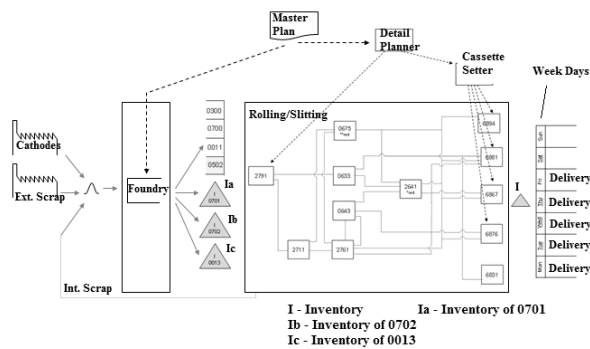 Master
Plan
Detail
Planner
Cassette
Setter
Week Days
Cathodes
Ext. Scrap
Int. Scrap
Foundry
0300
0700
0011
0502
Ia
I
0701
Ib
I
0702
Ic
I
0013
Rolling/Slitting
2791
0675
0633
0643
2711
2761
2641
6894
6881
6867
6876
6831
I
Sun
Sat
Fri
Delivery
Thu
Delivery
Wed
Delivery
Tue
Delivery
Mon
Delivery
I - Inventory
Ia - Inventory of 0701
Ib - Inventory of 0702
Ic - Inventory of 0013